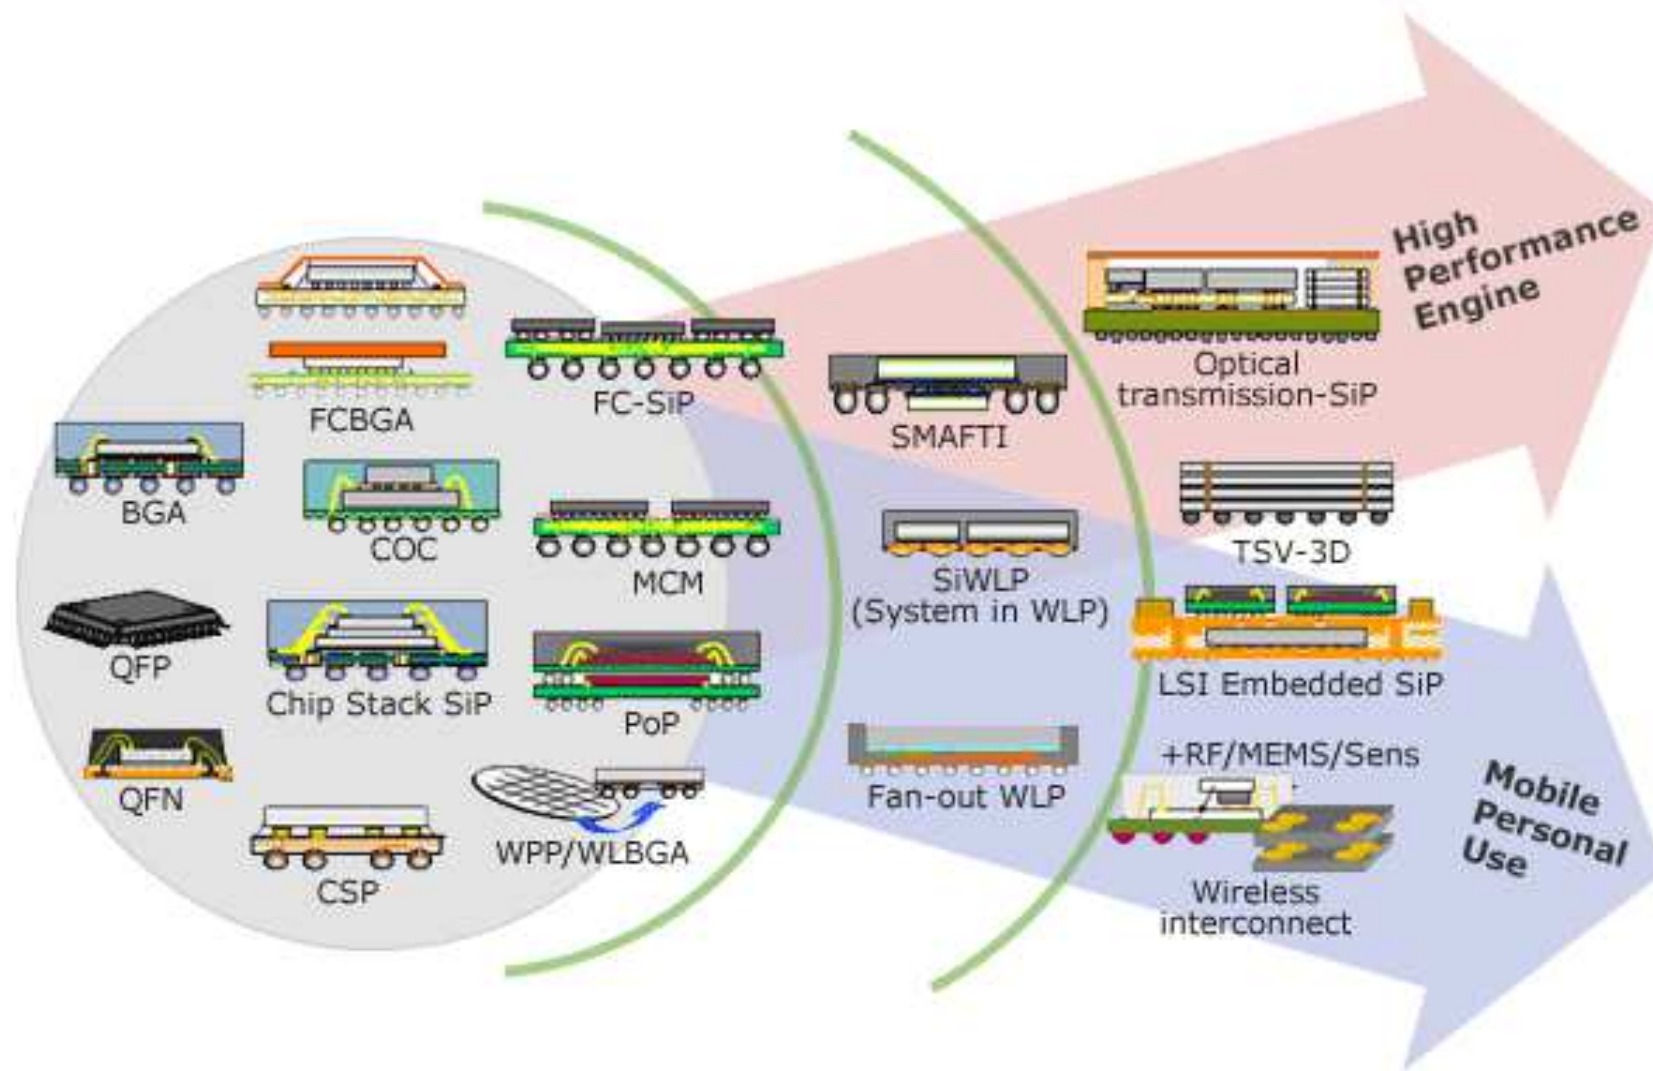 FCBGA
BGA
COC
QFP
Chip Stack SiP
QFN
CSP
FC-SiP
MCM
PoP
WPP/WLBGA
SMAFTI
SiWLP
(System in WLP)
Fan-out WLP
Optical
transmission-SiP
TSV-3D
LSI Embedded SiP
+RF/MEMS/Sens
Wireless
interconnect
High
Performance
Engine
Mobile
Personal
Use